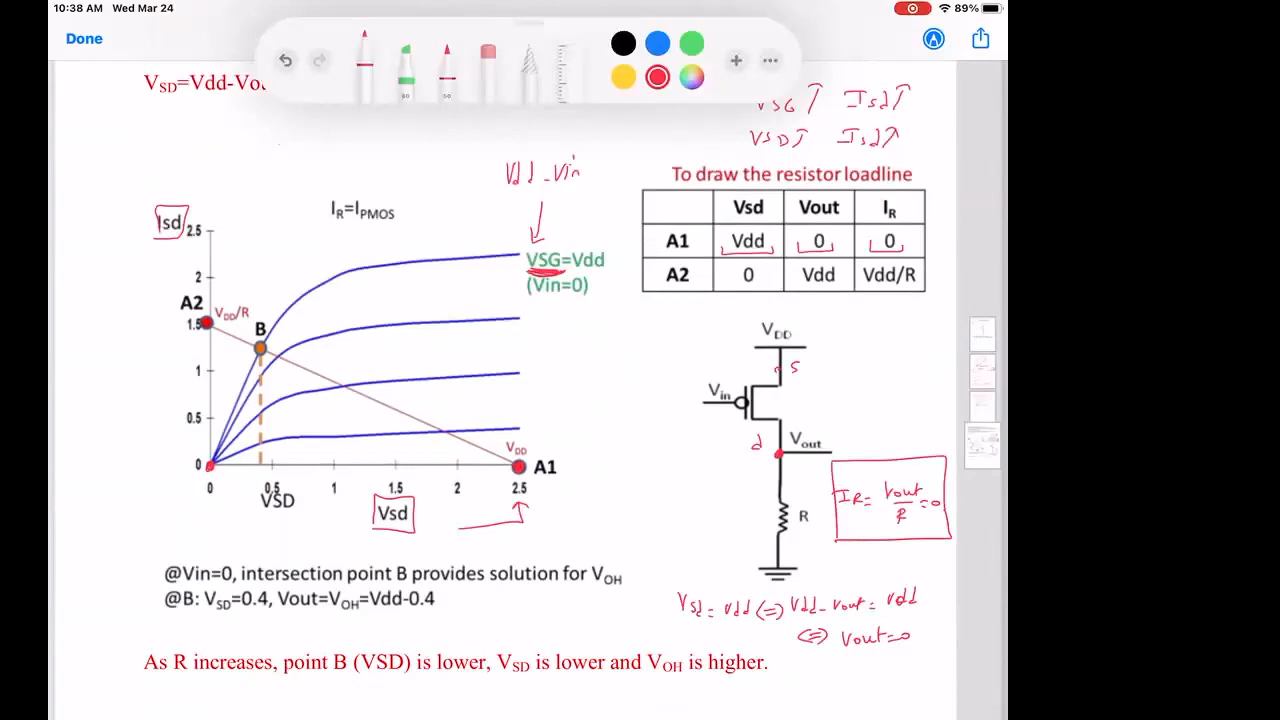 10:38 AM Wed Mar 24
89%
Done
VSD=Vdd-Vou
VSG ↑ Isd ↑
VSD ↑ Isd ↑
Vdd - Vin
To draw the resistor loadline
Vsd Vout IR
A1 Vdd 0 0
A2 0 Vdd Vdd/R
IR=IPMOS
Isd
2.5
VSG=Vdd
(Vin=0)
2
A2
VDD/R
1.5
B
1
0.5
0
VDD
A1
0 0.5 1 1.5 2 2.5
VSD
Vsd
VDD
s
Vin
d
Vout
R
IR = Vout/R = 0
@Vin=0, intersection point B provides solution for VOH
@B: VSD=0.4, Vout=VOH=Vdd-0.4
Vsd = Vdd (=) Vdd - Vout = Vdd
(=) Vout=0
As R increases, point B (VSD) is lower, VSD is lower and VOH is higher.